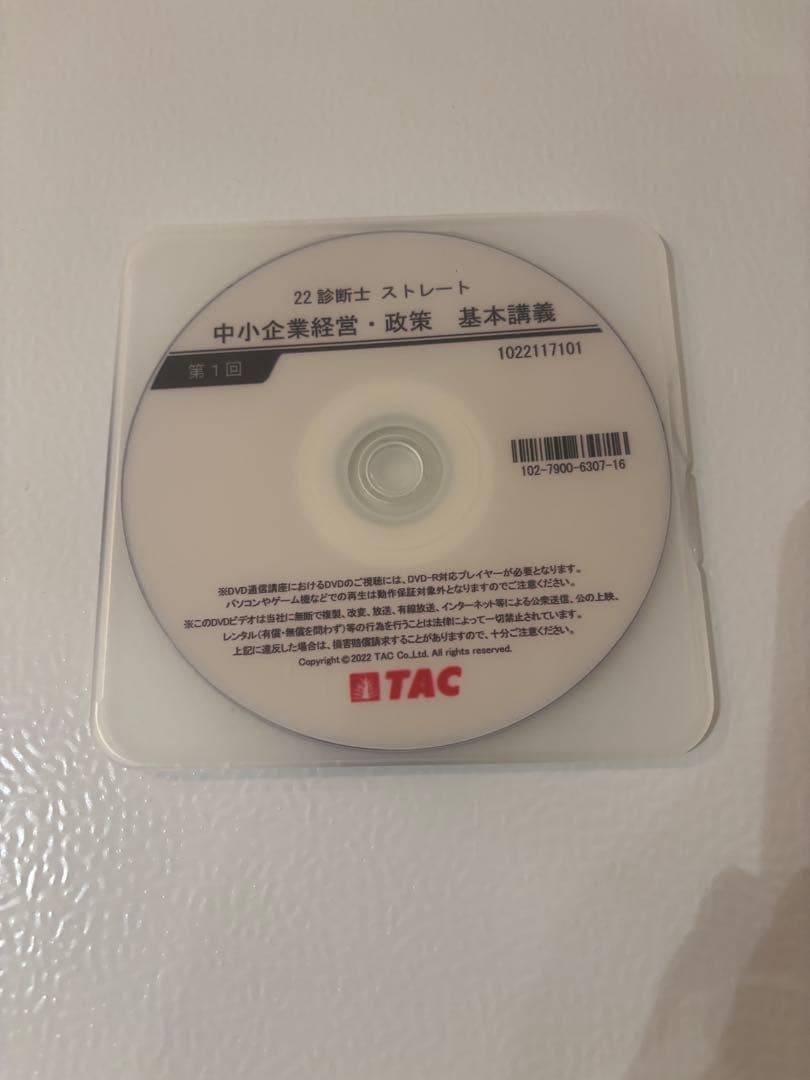 22 診断士 ストレート
中小企業経営・政策 基本講義
第1回
1022117101
102-7900-6307-16
※DVD通信講座におけるDVDのご視聴には、DVD-R対応プレイヤーが必要となります。
パソコンやゲーム機などでの再生は動作保証対象外となりますのでご注意ください。
※このDVDビデオは当社に無断で複製、改変、放送、有線放送、インターネット等による公衆送信、公の上映、
レンタル(有償・無償を問わず)等の行為を行うことは法律によって一切禁止されています。
上記に違反した場合は、損害賠償請求することがありますので、十分ご注意ください。
Copyright©2022 TAC Co.,Ltd. All rights reserved.
TAC